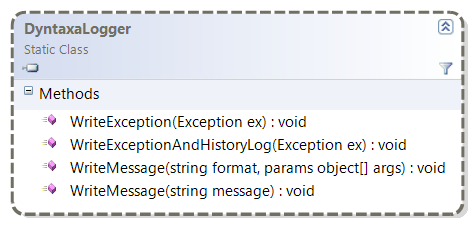 DyntaxaLogger
Static Class
Methods
WriteException(Exception ex) : void
WriteExceptionAndHistoryLog(Exception ex) : void
WriteMessage(string format, params object[] args) : void
WriteMessage(string message) : void